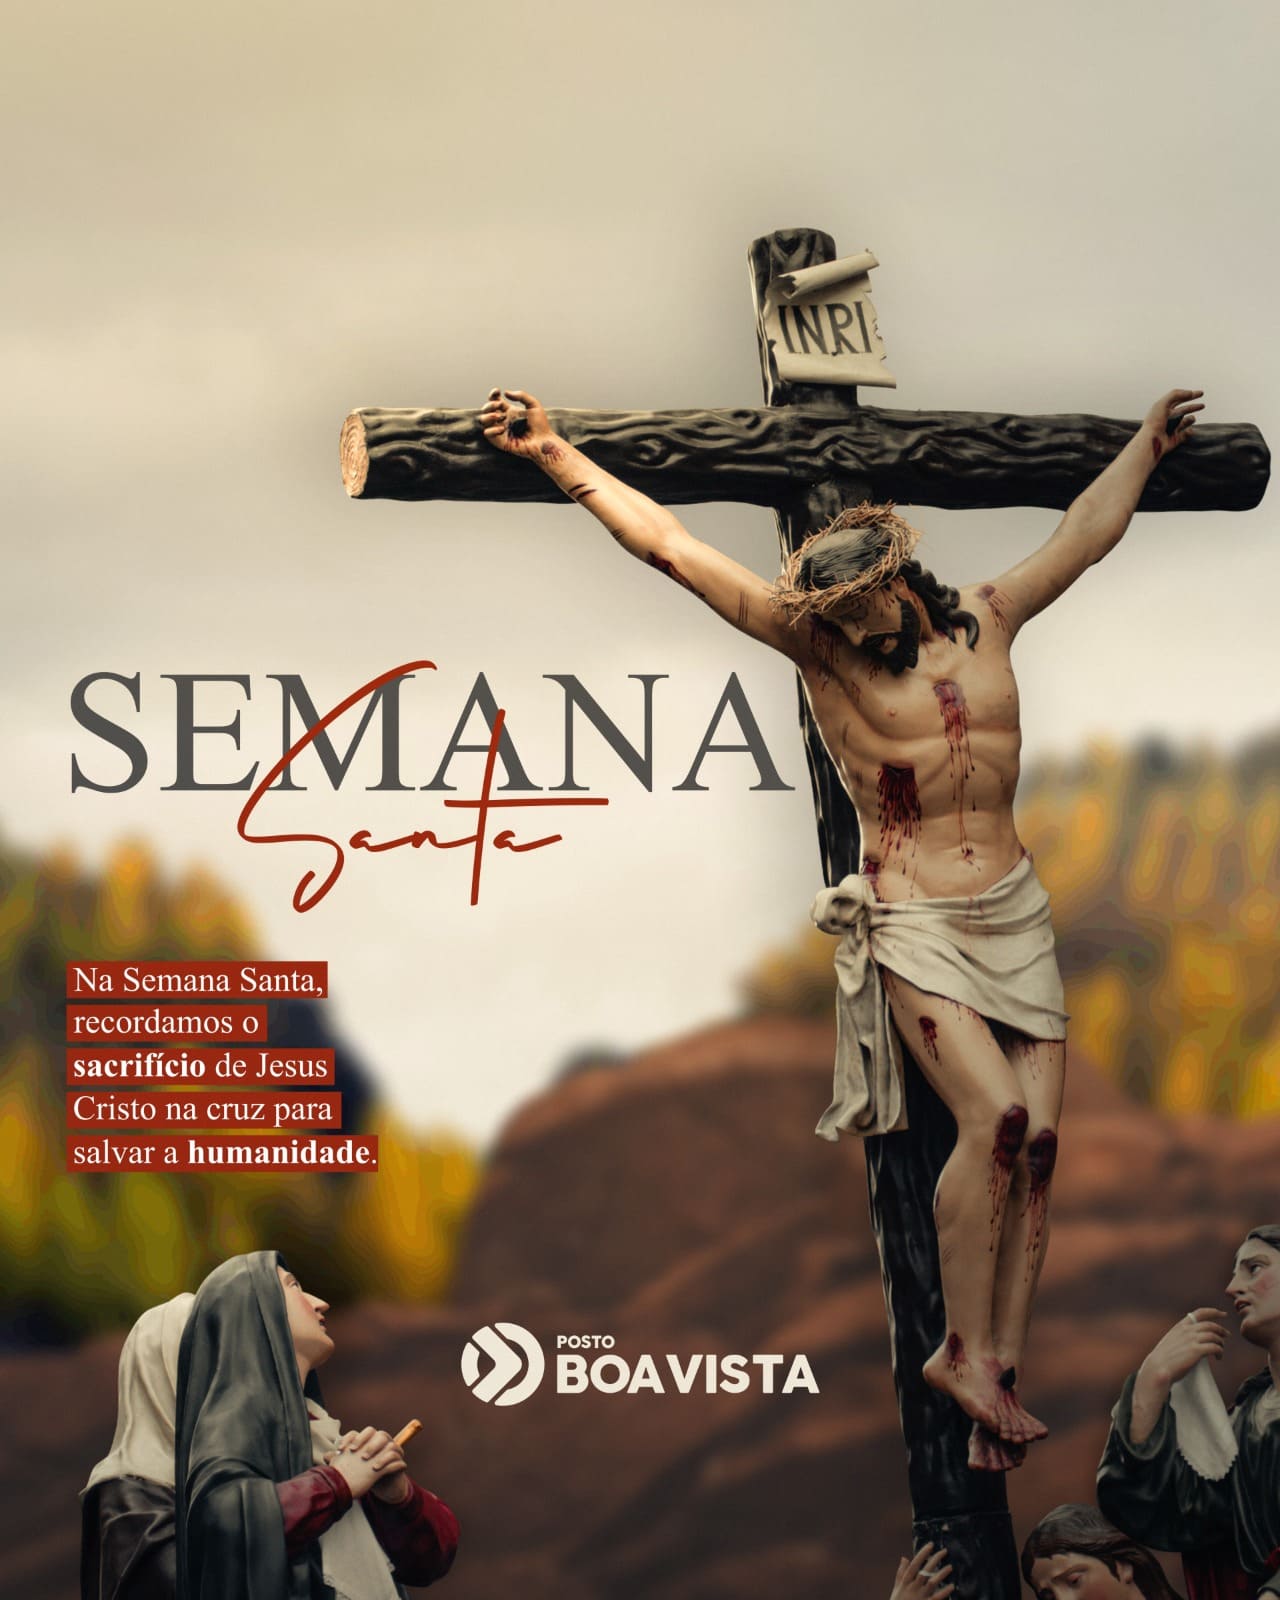 INRI
SEMANA
Santa
Na Semana Santa,
recordamos o
sacrifício de Jesus
Cristo na cruz para
salvar a humanidade.
POSTO
BOAVISTA